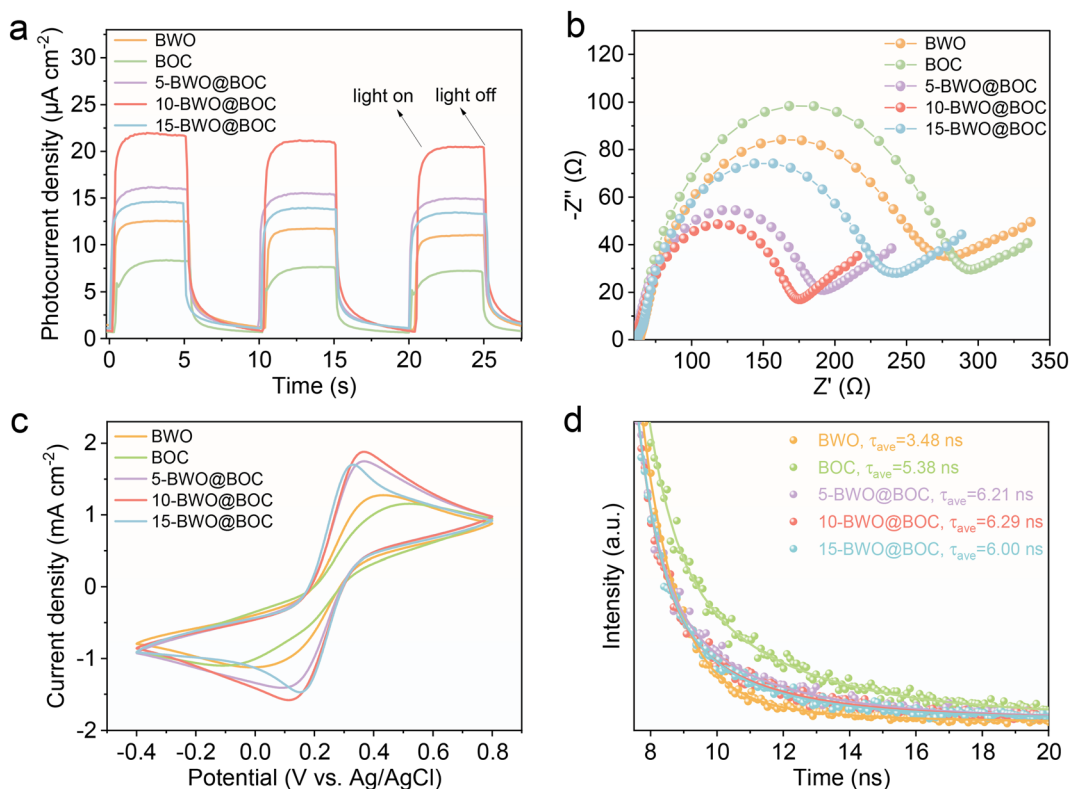 a
Photocurrent density (µA cm⁻²)
30
25
20
15
10
5
0
0
5
10
15
20
25
Time (s)
BWO
BOC
5-BWO@BOC
10-BWO@BOC
15-BWO@BOC
light on
light off
b
-Z" (Ω)
120
100
80
60
40
20
0
100
150
200
250
300
350
Z' (Ω)
BWO
BOC
5-BWO@BOC
10-BWO@BOC
15-BWO@BOC
c
Current density (mA cm⁻²)
2
1
0
-1
-2
-0.4
-0.2
0.0
0.2
0.4
0.6
0.8
Potential (V vs. Ag/AgCl)
BWO
BOC
5-BWO@BOC
10-BWO@BOC
15-BWO@BOC
d
Intensity (a.u.)
8
10
12
14
16
18
20
Time (ns)
BWO, τave=3.48 ns
BOC, τave=5.38 ns
5-BWO@BOC, τave=6.21 ns
10-BWO@BOC, τave=6.29 ns
15-BWO@BOC, τave=6.00 ns